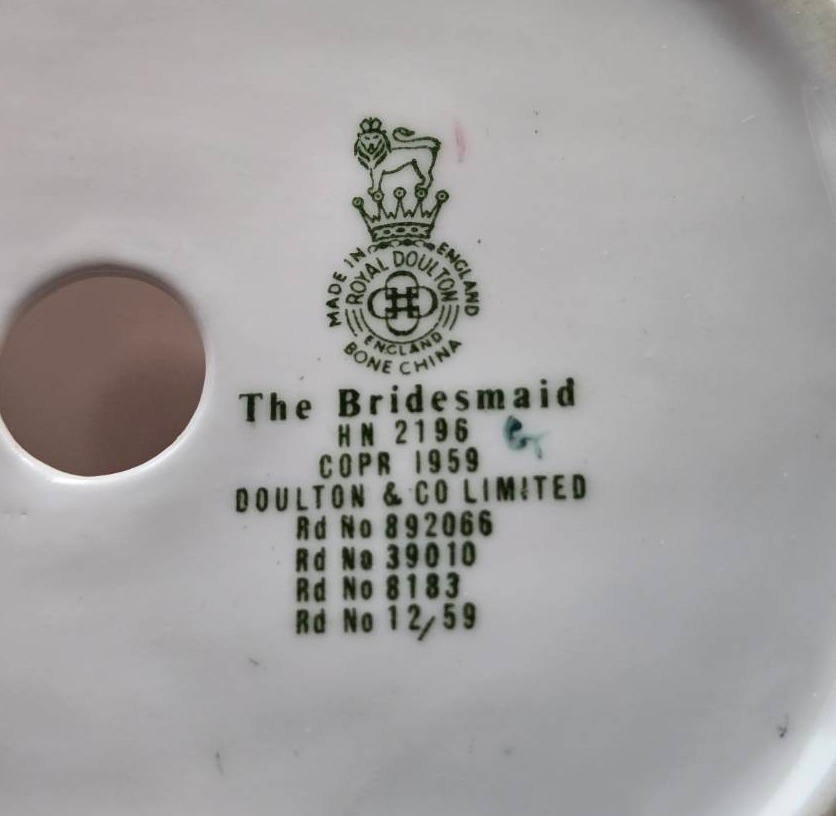 MADE IN ENGLAND
ROYAL DOULTON
ENGLAND
BONE CHINA
The Bridesmaid
HN 2196
COPR 1959
DOULTON & CO LIMITED
Rd No 892066
Rd No 39010
Rd No 8183
Rd No 12/59